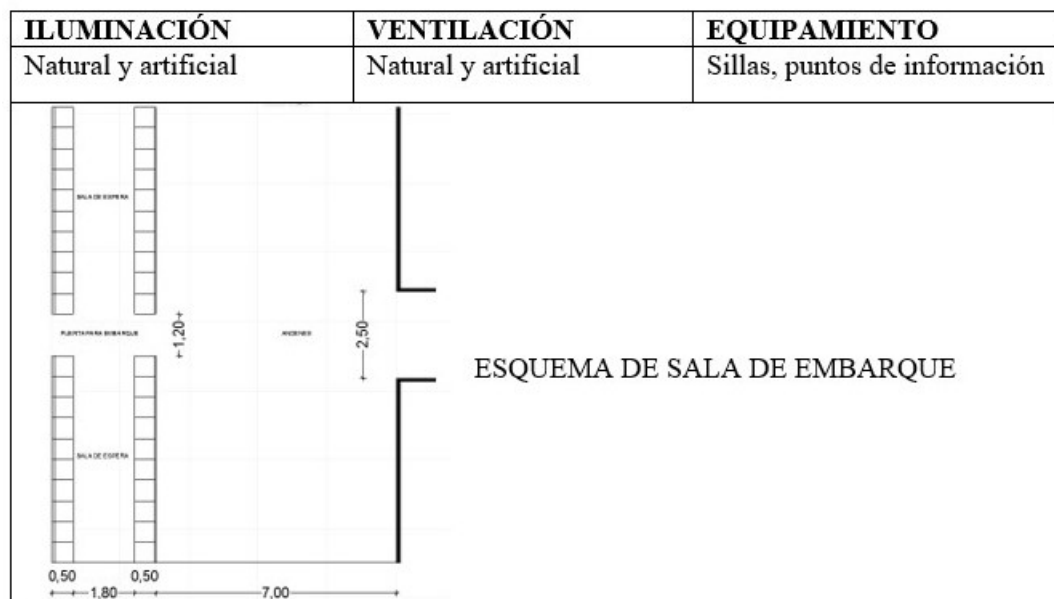 ILUMINACIÓN VENTILACIÓN EQUIPAMIENTO
Natural y artificial Natural y artificial Sillas, puntos de información
SALA DE ESPERA
PUERTA PARA EMBARQUE
1,20
ANDENES
2,50
ESQUEMA DE SALA DE EMBARQUE
SALA DE ESPERA
0,50 0,50
1,80 7,00